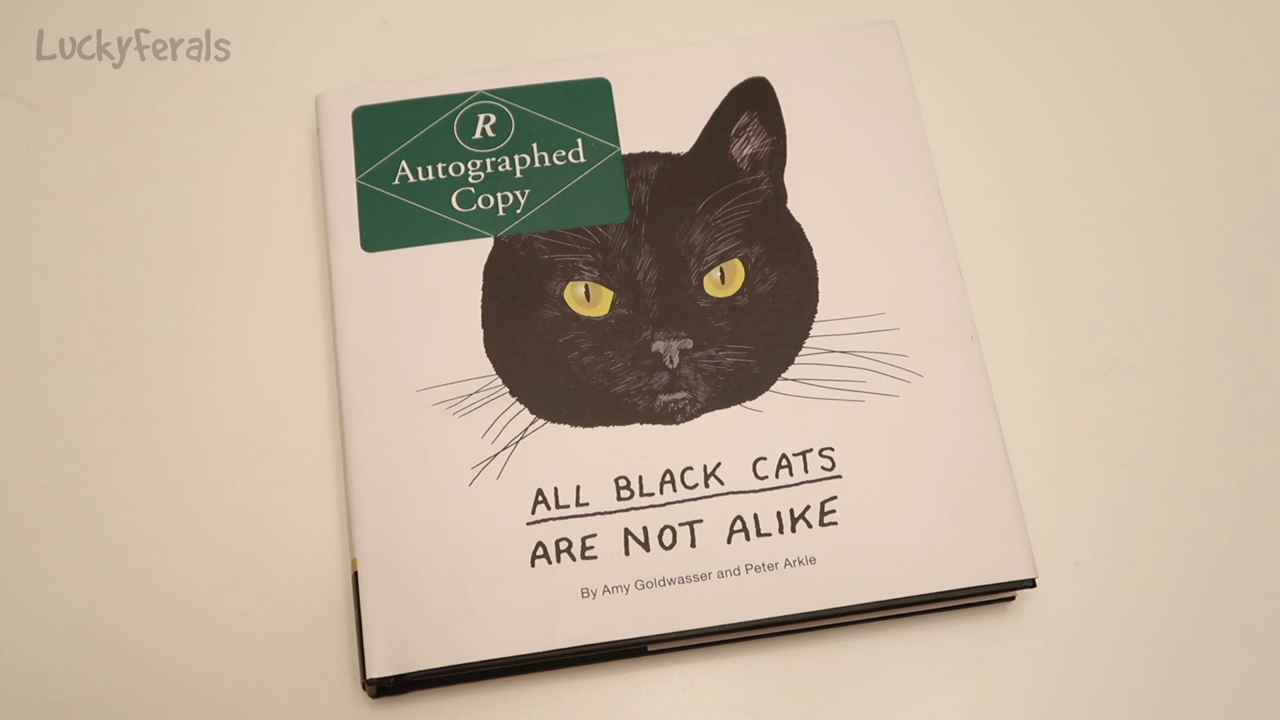 LuckyFerals
R
Autographed
Copy
ALL BLACK CATS
ARE NOT ALIKE
By Amy Goldwasser and Peter Arkle